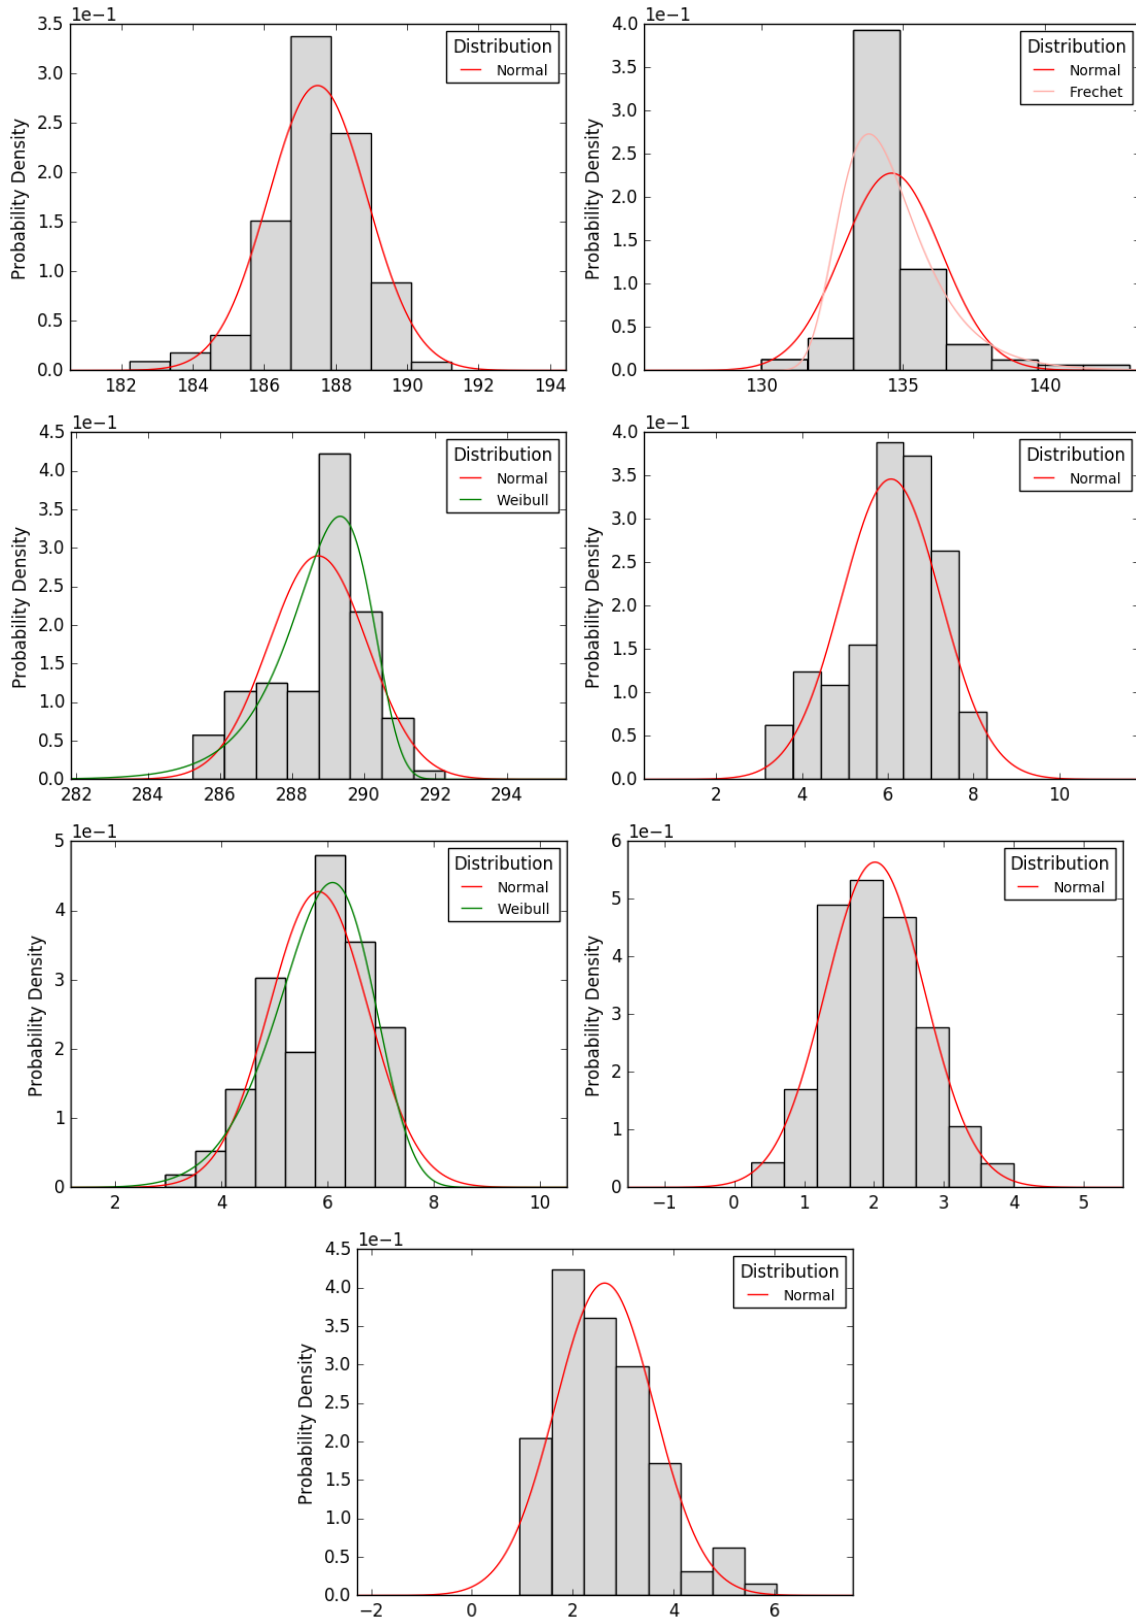 1e−1
3.5
3.0
2.5
2.0
1.5
1.0
0.5
0.0
182 184 186 188 190 192 194
Probability Density
Distribution
Normal
1e−1
4.0
3.5
3.0
2.5
2.0
1.5
1.0
0.5
0.0
130 135 140
Probability Density
Distribution
Normal
Frechet
1e−1
4.5
4.0
3.5
3.0
2.5
2.0
1.5
1.0
0.5
0.0
282 284 286 288 290 292 294
Probability Density
Distribution
Normal
Weibull
1e−1
4.0
3.5
3.0
2.5
2.0
1.5
1.0
0.5
0.0
2 4 6 8 10
Probability Density
Distribution
Normal
1e−1
5
4
3
2
1
0
2 4 6 8 10
Probability Density
Distribution
Normal
Weibull
1e−1
6
5
4
3
2
1
0
−1 0 1 2 3 4 5
Probability Density
Distribution
Normal
1e−1
4.5
4.0
3.5
3.0
2.5
2.0
1.5
1.0
0.5
0.0
−2 0 2 4 6
Probability Density
Distribution
Normal